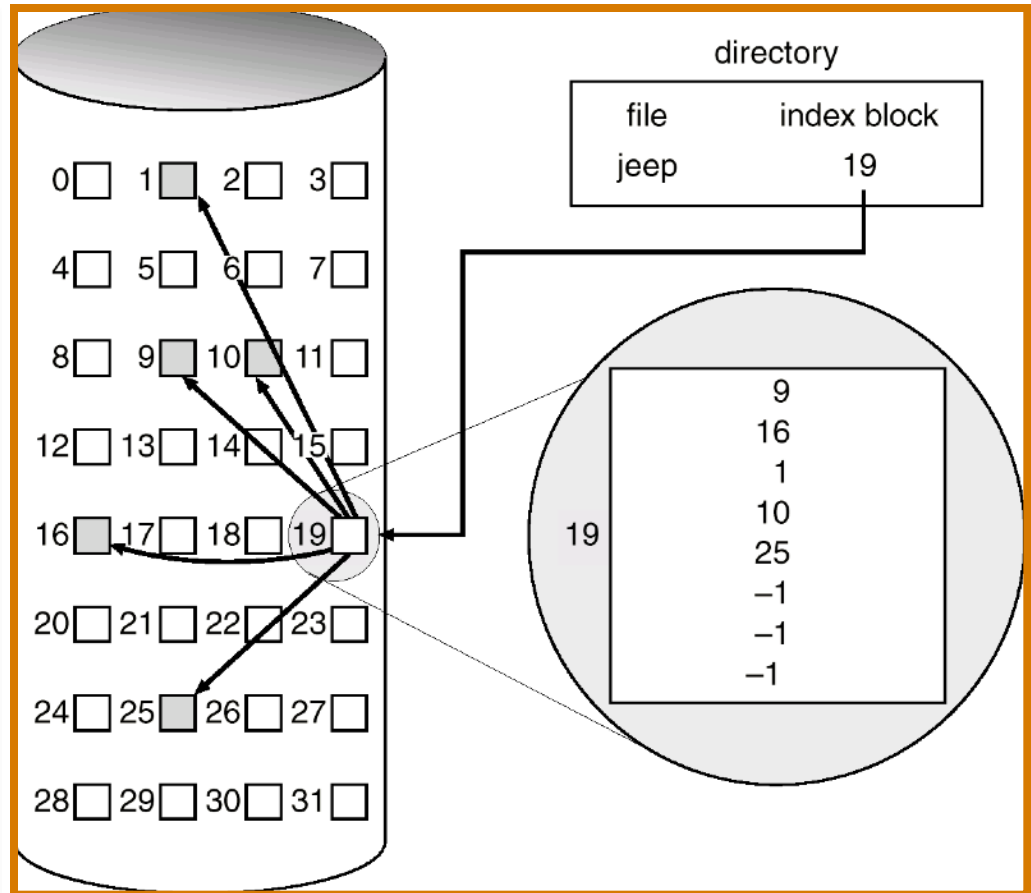 directory
file index block
jeep 19
0 1 2 3
4 5 6 7
8 9 10 11
12 13 14 15
16 17 18 19
20 21 22 23
24 25 26 27
28 29 30 31
19
9
16
1
10
25
–1
–1
–1